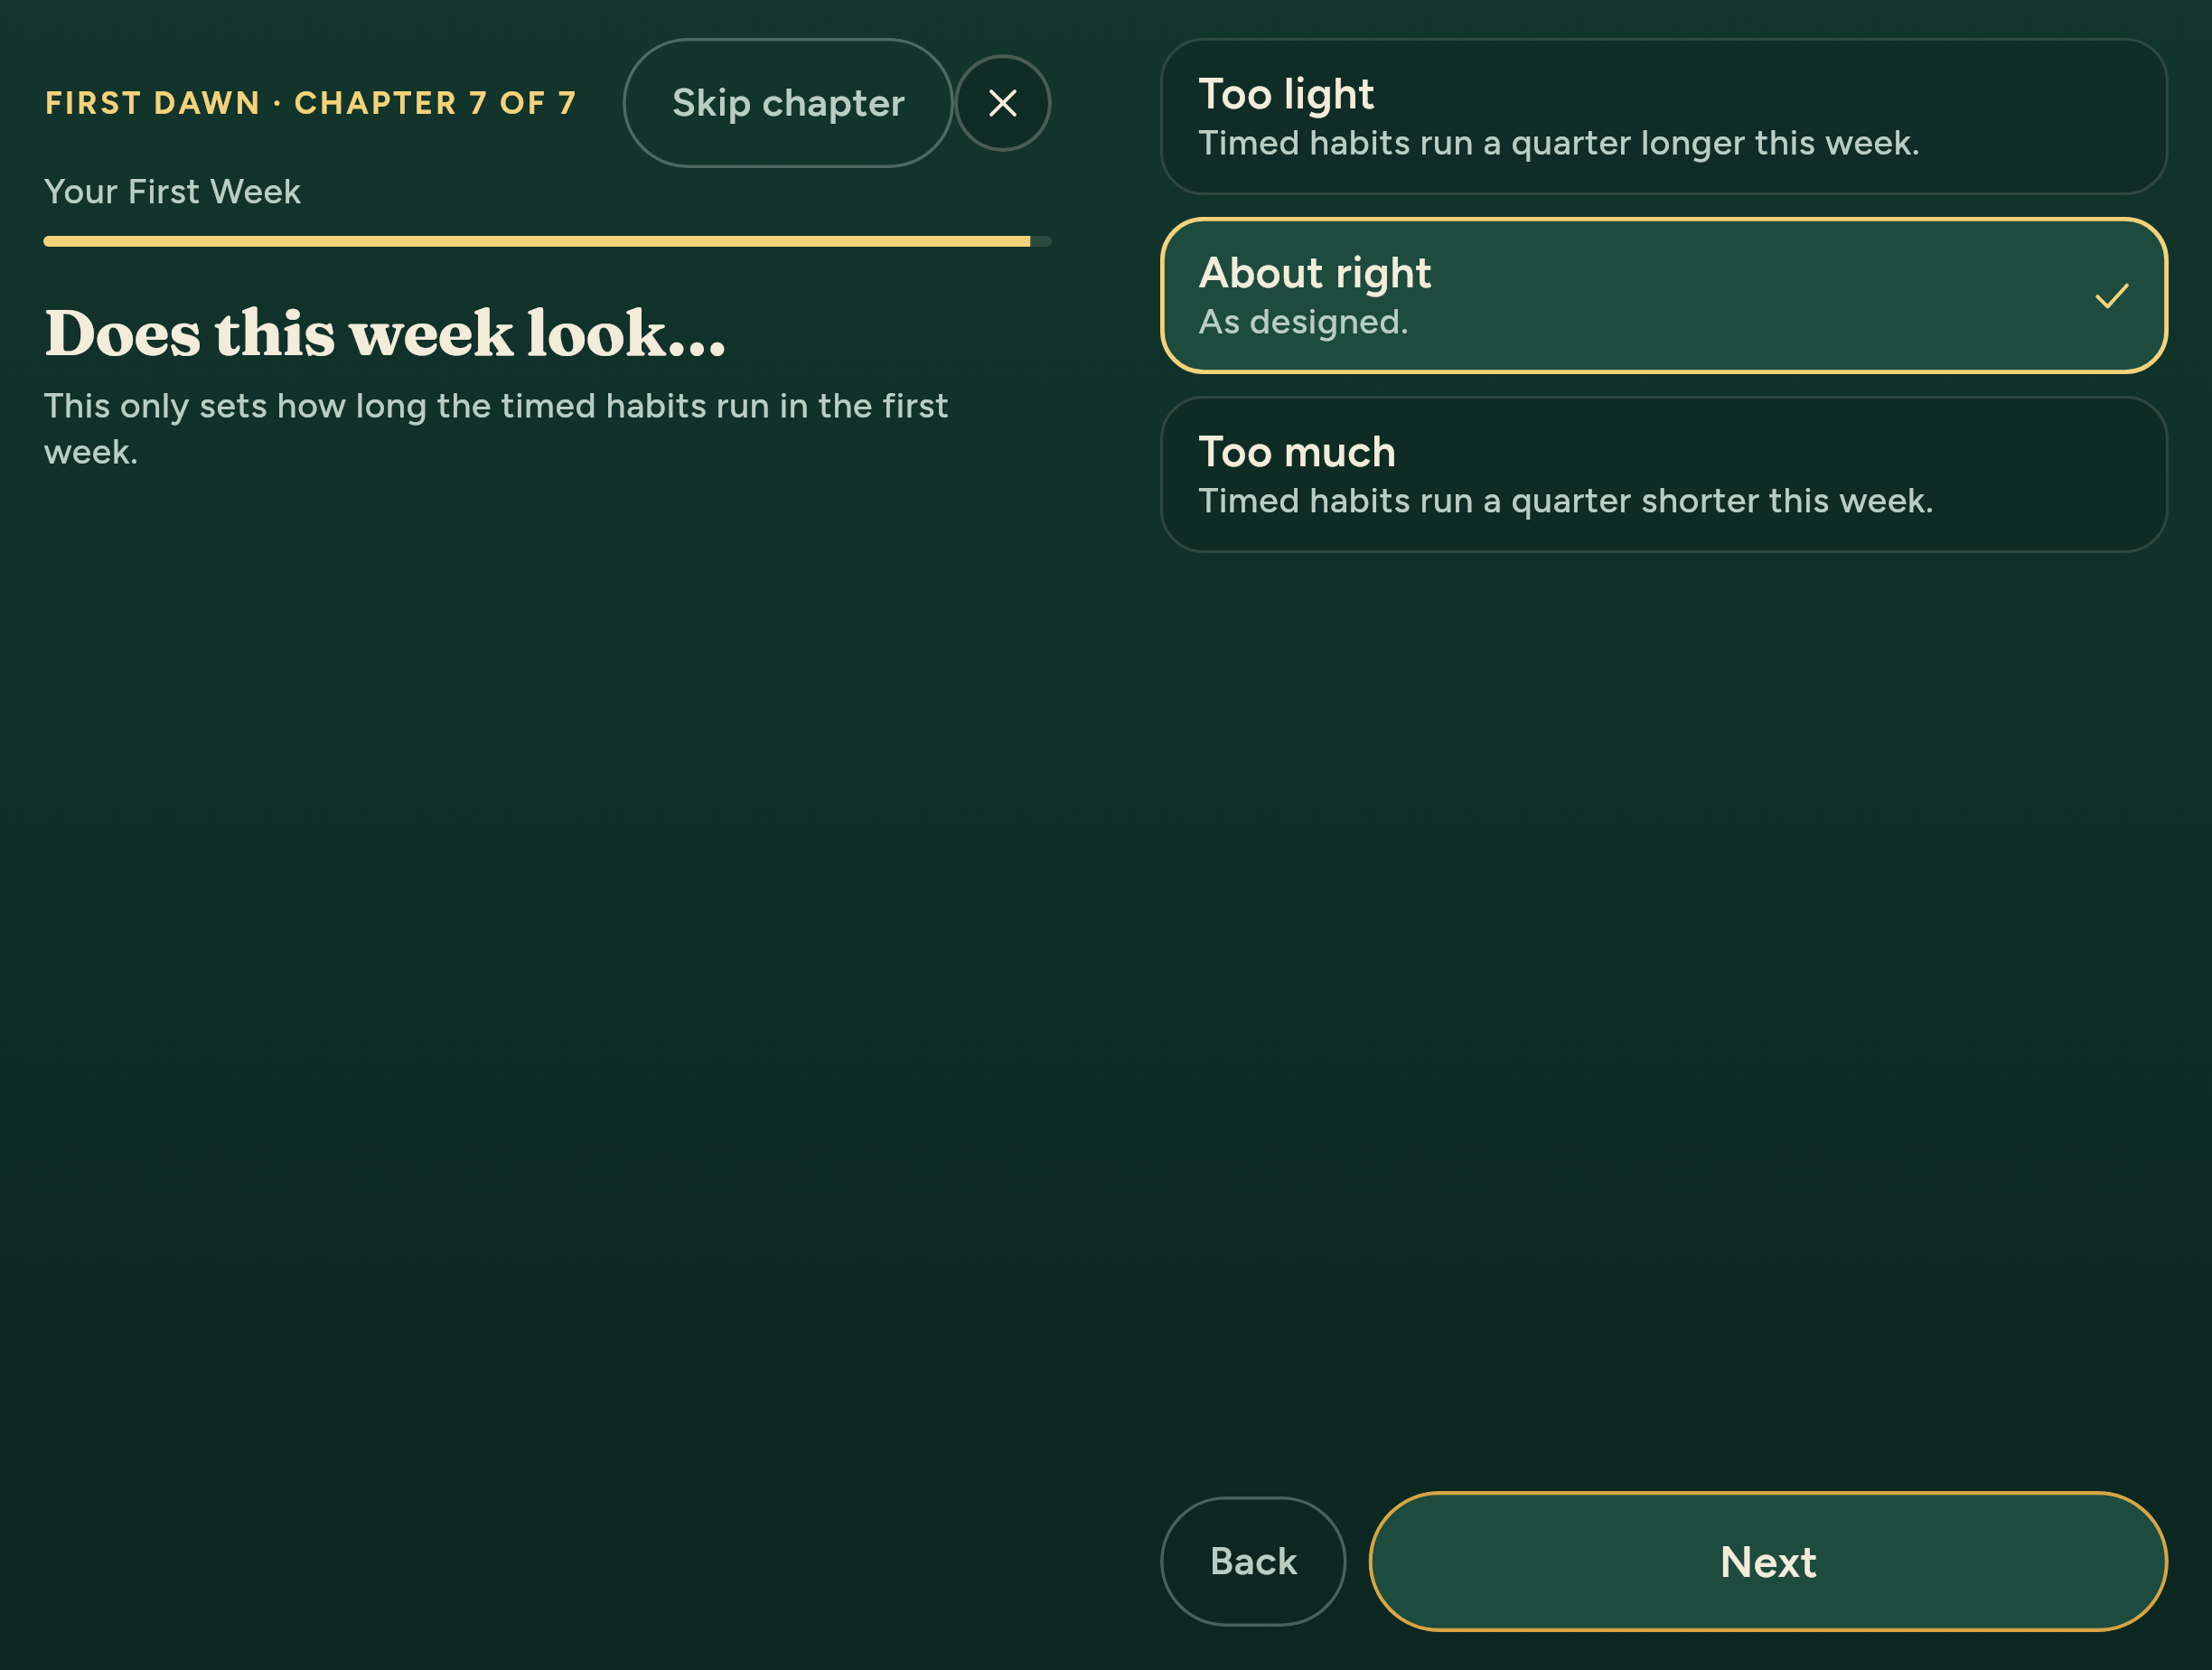 FIRST DAWN · CHAPTER 7 OF 7
Skip chapter
Your First Week
Does this week look...
This only sets how long the timed habits run in the first
week.
Too light
Timed habits run a quarter longer this week.
About right
As designed.
Too much
Timed habits run a quarter shorter this week.
Back
Next